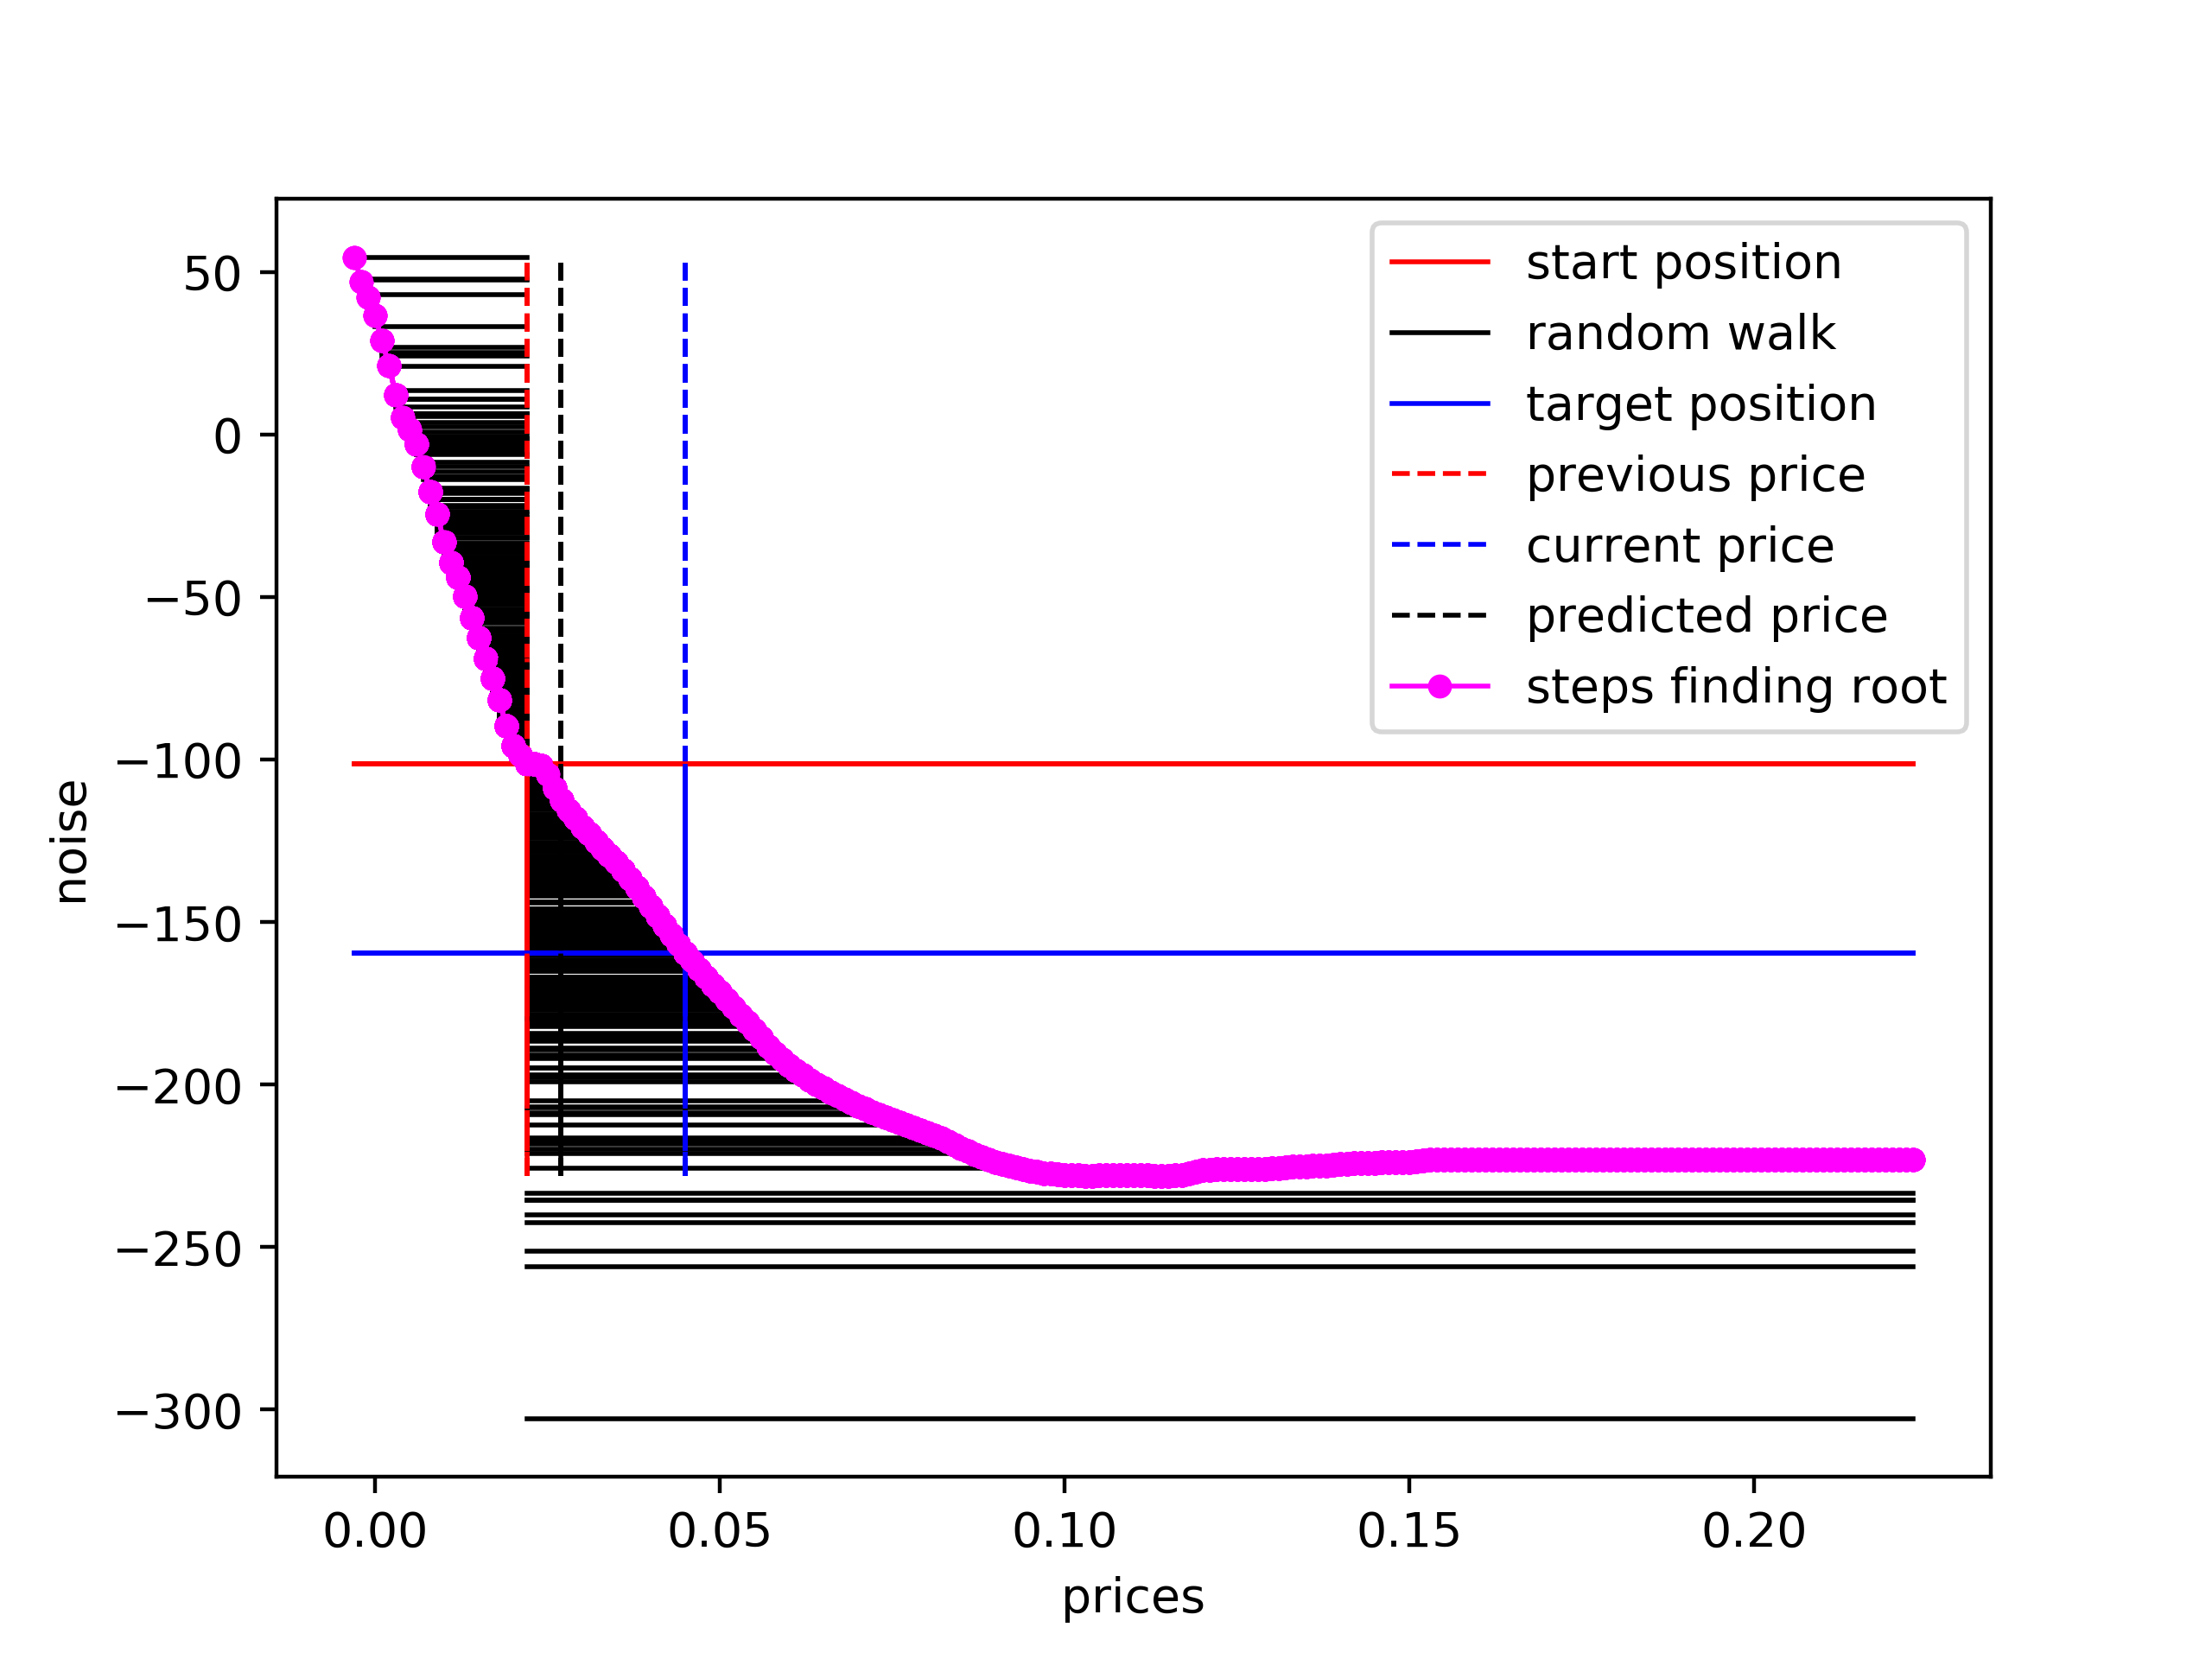 50
0
−50
−100
−150
−200
−250
−300
noise
0.00 0.05 0.10 0.15 0.20
prices
start position
random walk
target position
previous price
current price
predicted price
steps finding root